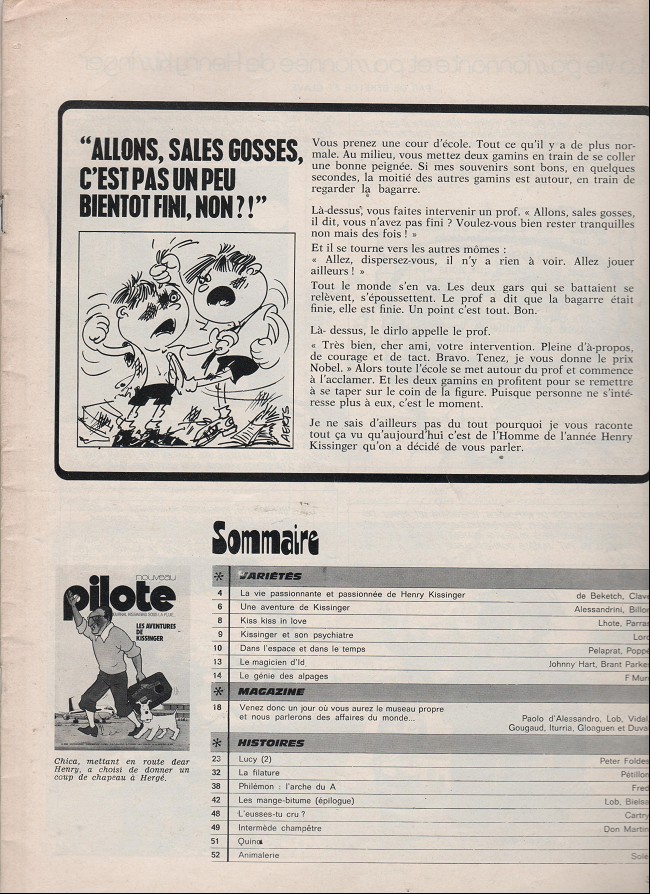 “ALLONS, SALES GOSSES,
C'EST PAS UN PEU
BIENTOT FINI, NON ?!”
AERTS
Vous prenez une cour d'école. Tout ce qu'il y a de plus nor-
male. Au milieu, vous mettez deux gamins en train de se coller
une bonne peignée. Si mes souvenirs sont bons, en quelques
secondes, la moitié des autres gamins est autour, en train de
regarder la bagarre.
Là-dessus, vous faites intervenir un prof. « Allons, sales gosses,
il dit, vous n'avez pas fini ? Voulez-vous bien rester tranquilles
non mais des fois ! »
Et il se tourne vers les autres mômes :
« Allez, dispersez-vous, il n'y a rien à voir. Allez jouer
ailleurs ! »
Tout le monde s'en va. Les deux gars qui se battaient se
relèvent, s'époussettent. Le prof a dit que la bagarre était
finie, elle est finie. Un point c'est tout. Bon.
Là- dessus, le dirlo appelle le prof.
« Très bien, cher ami, votre intervention. Pleine d'à-propos,
de courage et de tact. Bravo. Tenez, je vous donne le prix
Nobel. » Alors toute l'école se met autour du prof et commence
à l'acclamer. Et les deux gamins en profitent pour se remettre
à se taper sur le coin de la figure. Puisque personne ne s'inté-
resse plus à eux, c'est le moment.
Je ne sais d'ailleurs pas du tout pourquoi je vous raconte
tout ça vu qu'aujourd'hui c'est de l'Homme de l'année Henry
Kissinger qu'on a décidé de vous parler.
Sommaire
nouveau
pilote
LES AVENTURES
DE
KISSINGER
Chica, mettant en route dear
Henry, a choisi de donner un
coup de chapeau à Hergé.
* VARIÉTÉS
4 La vie passionnante et passionnée de Henry Kissinger de Beketch, Clave
6 Une aventure de Kissinger Alessandrini, Billon
8 Kiss kiss in love Lhote, Parras
9 Kissinger et son psychiatre Loro
10 Dans l'espace et dans le temps Pelaprat, Poppé
13 Le magicien d'Id Johnny Hart, Brant Parker
14 Le génie des alpages F Murr
* MAGAZINE
18 Venez donc un jour où vous aurez le museau propre
et nous parlerons des affaires du monde... Paolo d'Alessandro, Lob, Vidal,
Gougaud, Iturria, Gloaguen et Duval
* HISTOIRES
23 Lucy (2) Peter Foldes
32 La filature Pétillon
38 Philémon : l'arche du A Fred
42 Les mange-bitume (épilogue) Lob, Bielsa
48 L'eusses-tu cru ? Cartry
49 Intermède champêtre Don Martin
51 Quino
52 Animalerie Solé